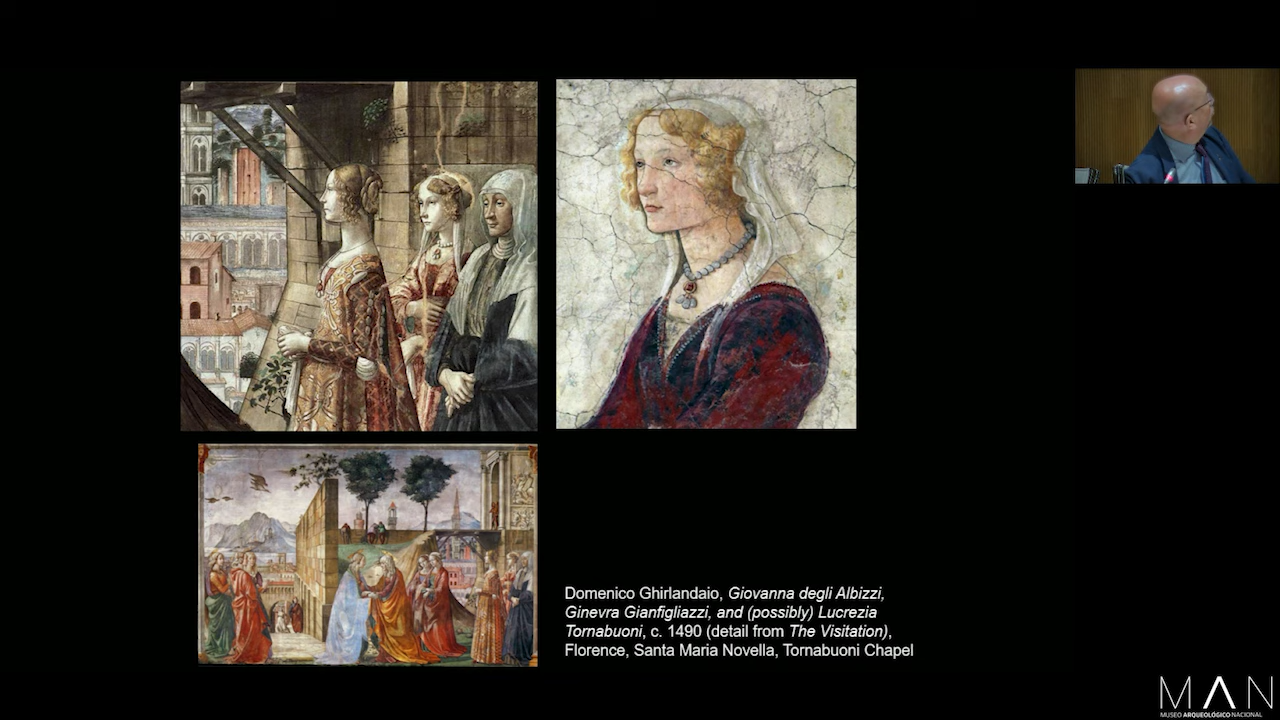 Domenico Ghirlandaio, Giovanna degli Albizzi,
Ginevra Gianfigliazzi, and (possibly) Lucrezia
Tornabuoni, c. 1490 (detail from The Visitation),
Florence, Santa Maria Novella, Tornabuoni Chapel
MAN
MUSEO ARQUEOLÓGICO NACIONAL